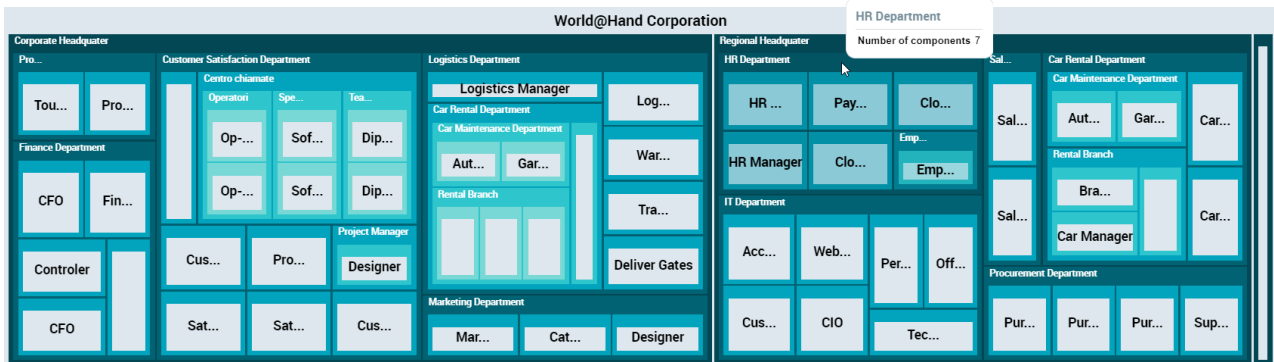 World@Hand Corporation
HR Department
Number of components 7
Corporate Headquater
Pro...
Tou...
Pro...
Finance Department
CFO
Fin...
Controler
CFO
Customer Satisfaction Department
Centro chiamate
Operatori
Spe...
Tea...
Op-...
Sof...
Dip...
Op-...
Sof...
Dip...
Cus...
Pro...
Project Manager
Designer
Sat...
Sat...
Cus...
Logistics Department
Logistics Manager
Log...
Car Rental Department
Car Maintenance Department
Aut...
Gar...
War...
Rental Branch
Tra...
Deliver Gates
Marketing Department
Mar...
Cat...
Designer
Regional Headquater
HR Department
HR ...
Pay...
Clo...
HR Manager
Clo...
Emp...
Emp...
IT Department
Acc...
Web...
Per...
Off...
Cus...
CIO
Tec...
Sal...
Sal...
Sal...
Car Rental Department
Car Maintenance Department
Aut...
Gar...
Car...
Rental Branch
Bra...
Car Manager
Car...
Procurement Department
Pur...
Pur...
Pur...
Sup...